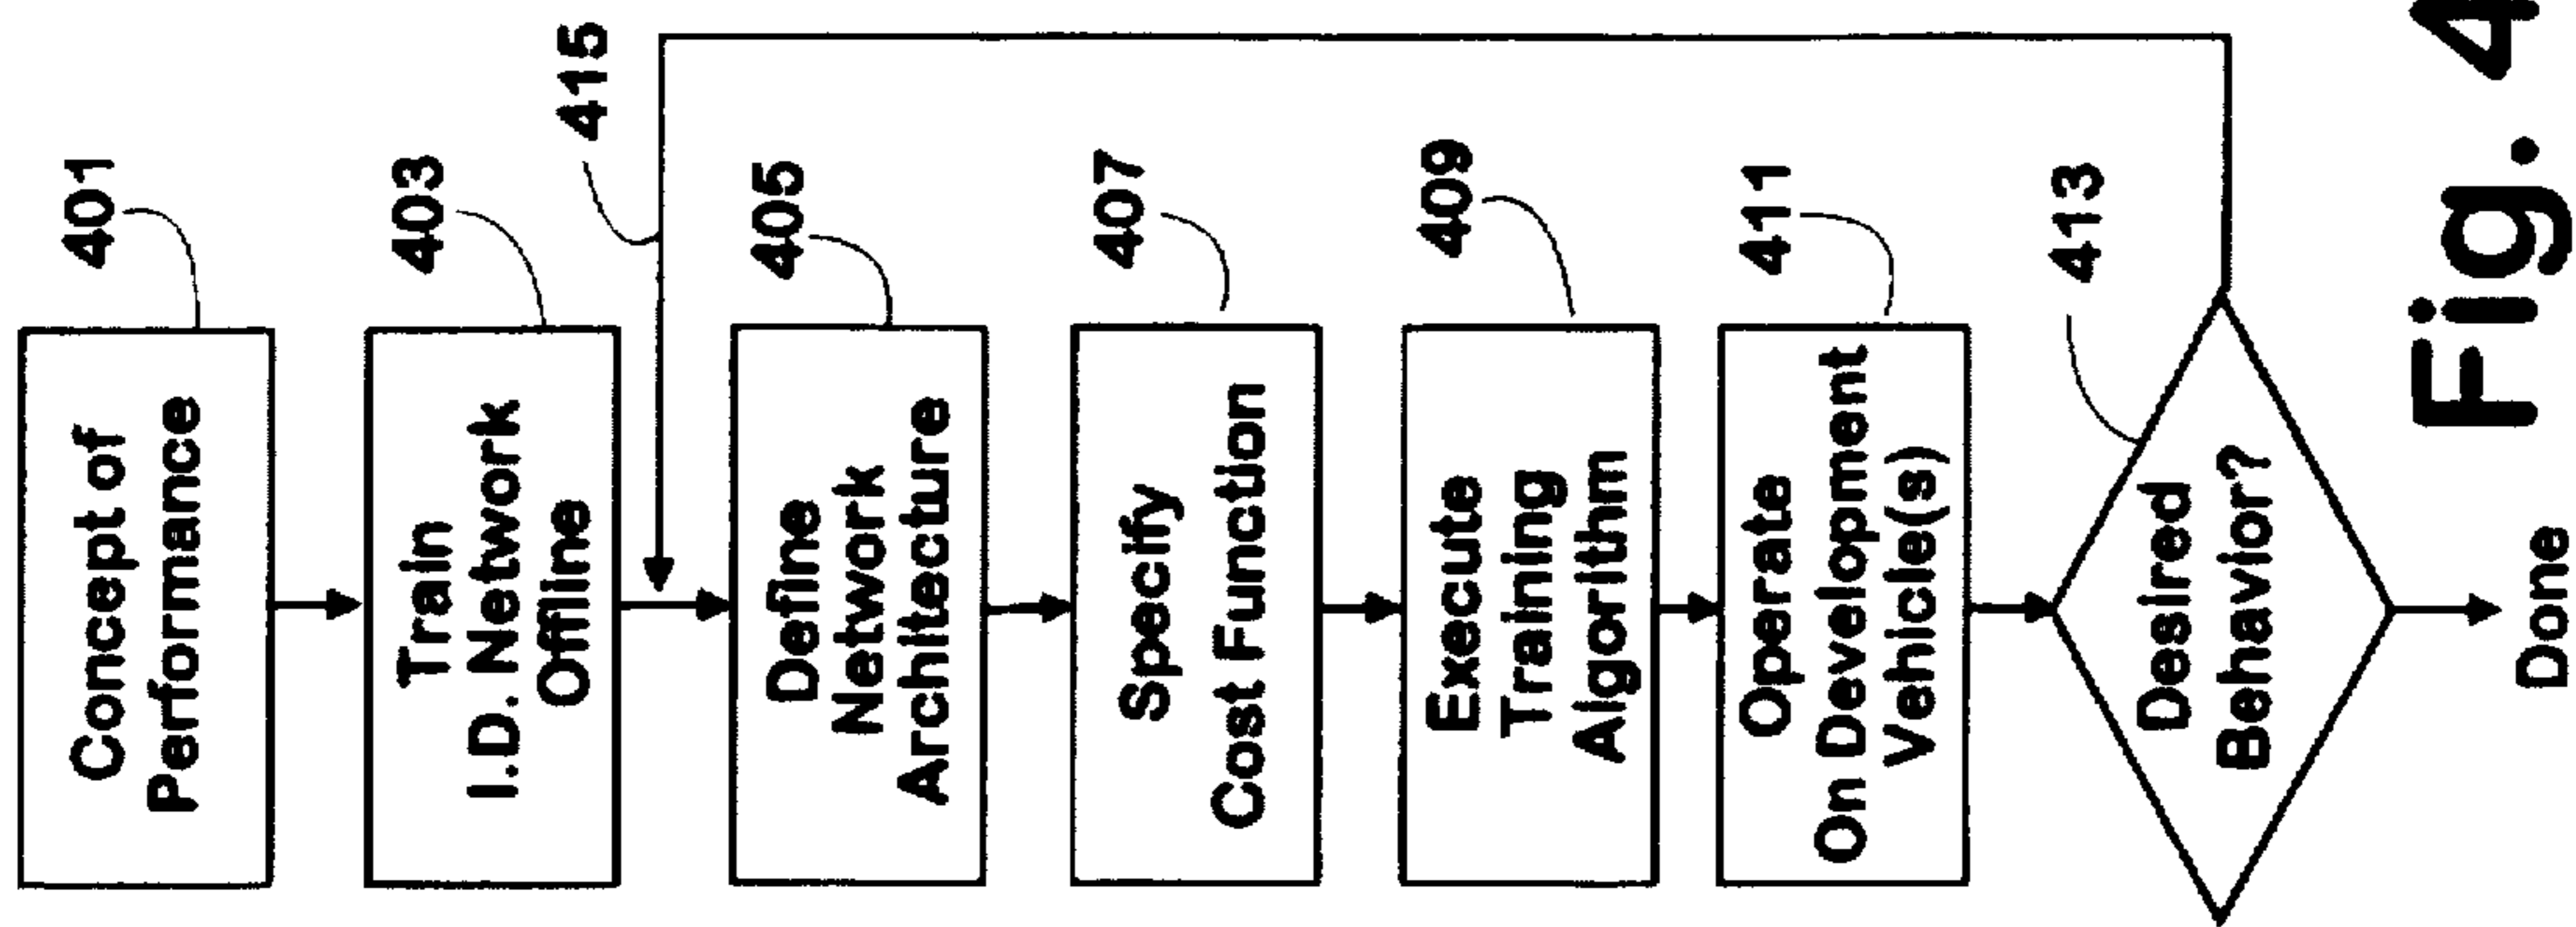 401
Concept of
Performance
403
Train
I.D. Network
Offline
415
405
Define
Network
Architecture
407
Specify
Cost Function
409
Execute
Training
Algorithm
411
Operate
On Development
Vehicle(s)
413
Desired
Behavior?
Done
Fig. 4